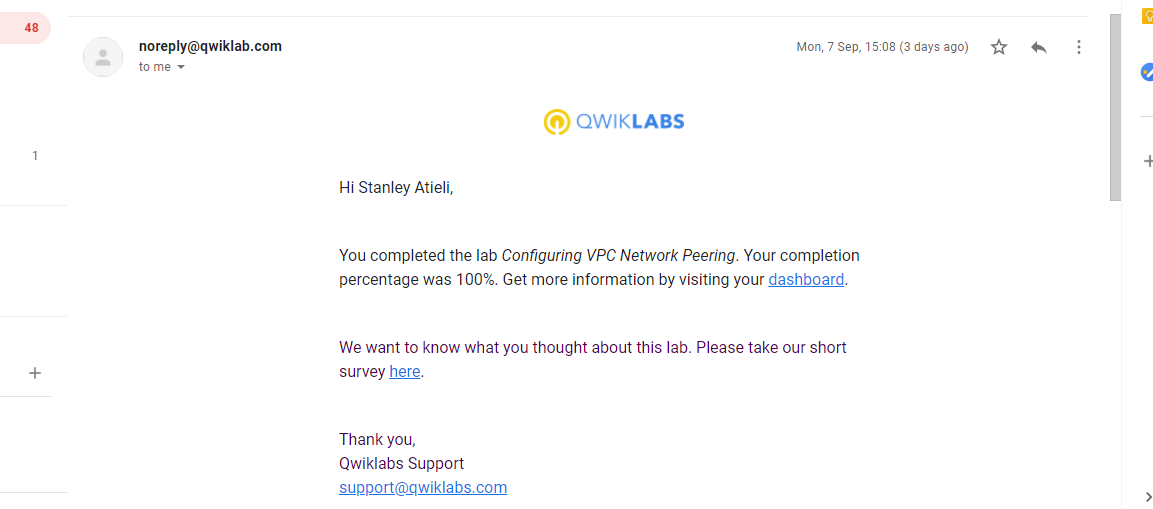 48
noreply@qwiklab.com
Mon, 7 Sep, 15:08 (3 days ago)
to me
QWIKLABS
1
Hi Stanley Atieli,
You completed the lab Configuring VPC Network Peering. Your completion
percentage was 100%. Get more information by visiting your dashboard.
We want to know what you thought about this lab. Please take our short
survey here.
Thank you,
Qwiklabs Support
support@qwiklabs.com